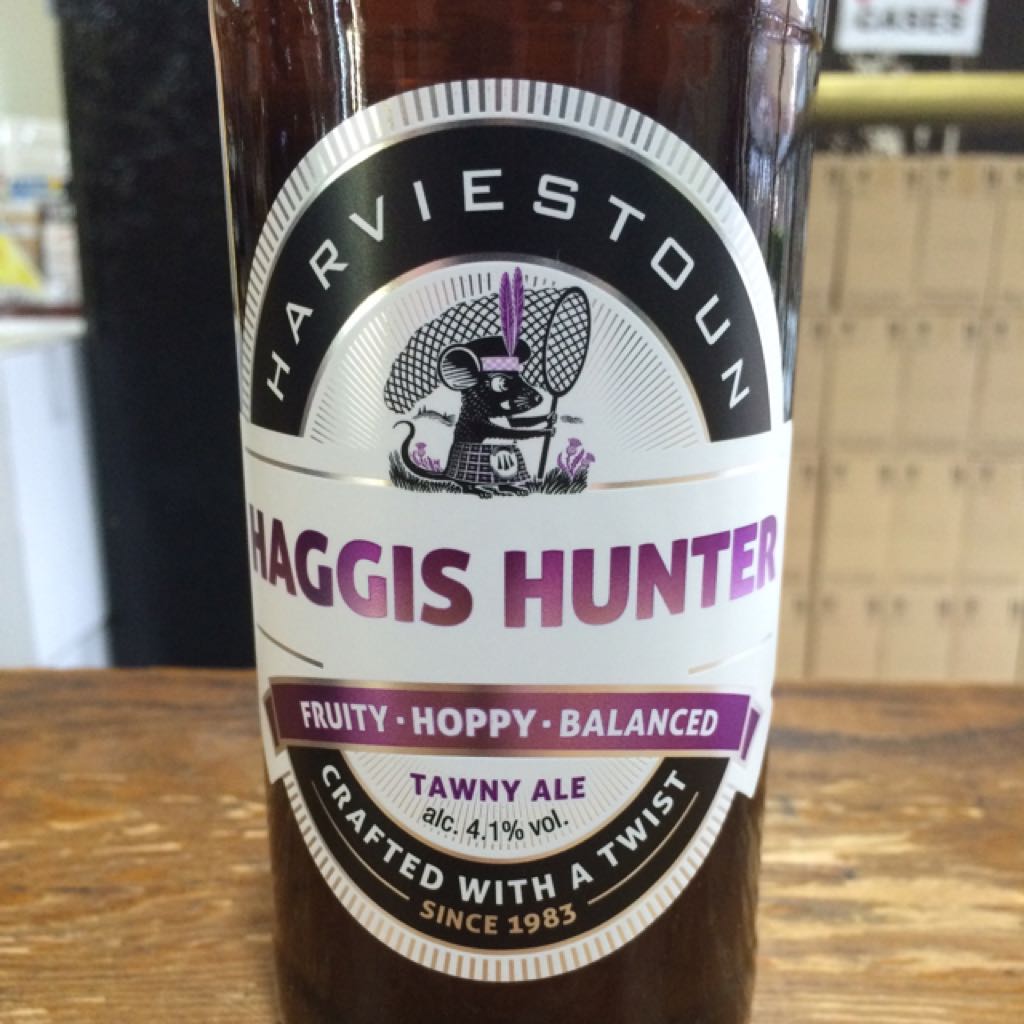 CASES
HARVIESTOUN
HAGGIS HUNTER
FRUITY · HOPPY · BALANCED
TAWNY ALE
alc. 4.1% vol.
CRAFTED WITH A TWIST
SINCE 1983